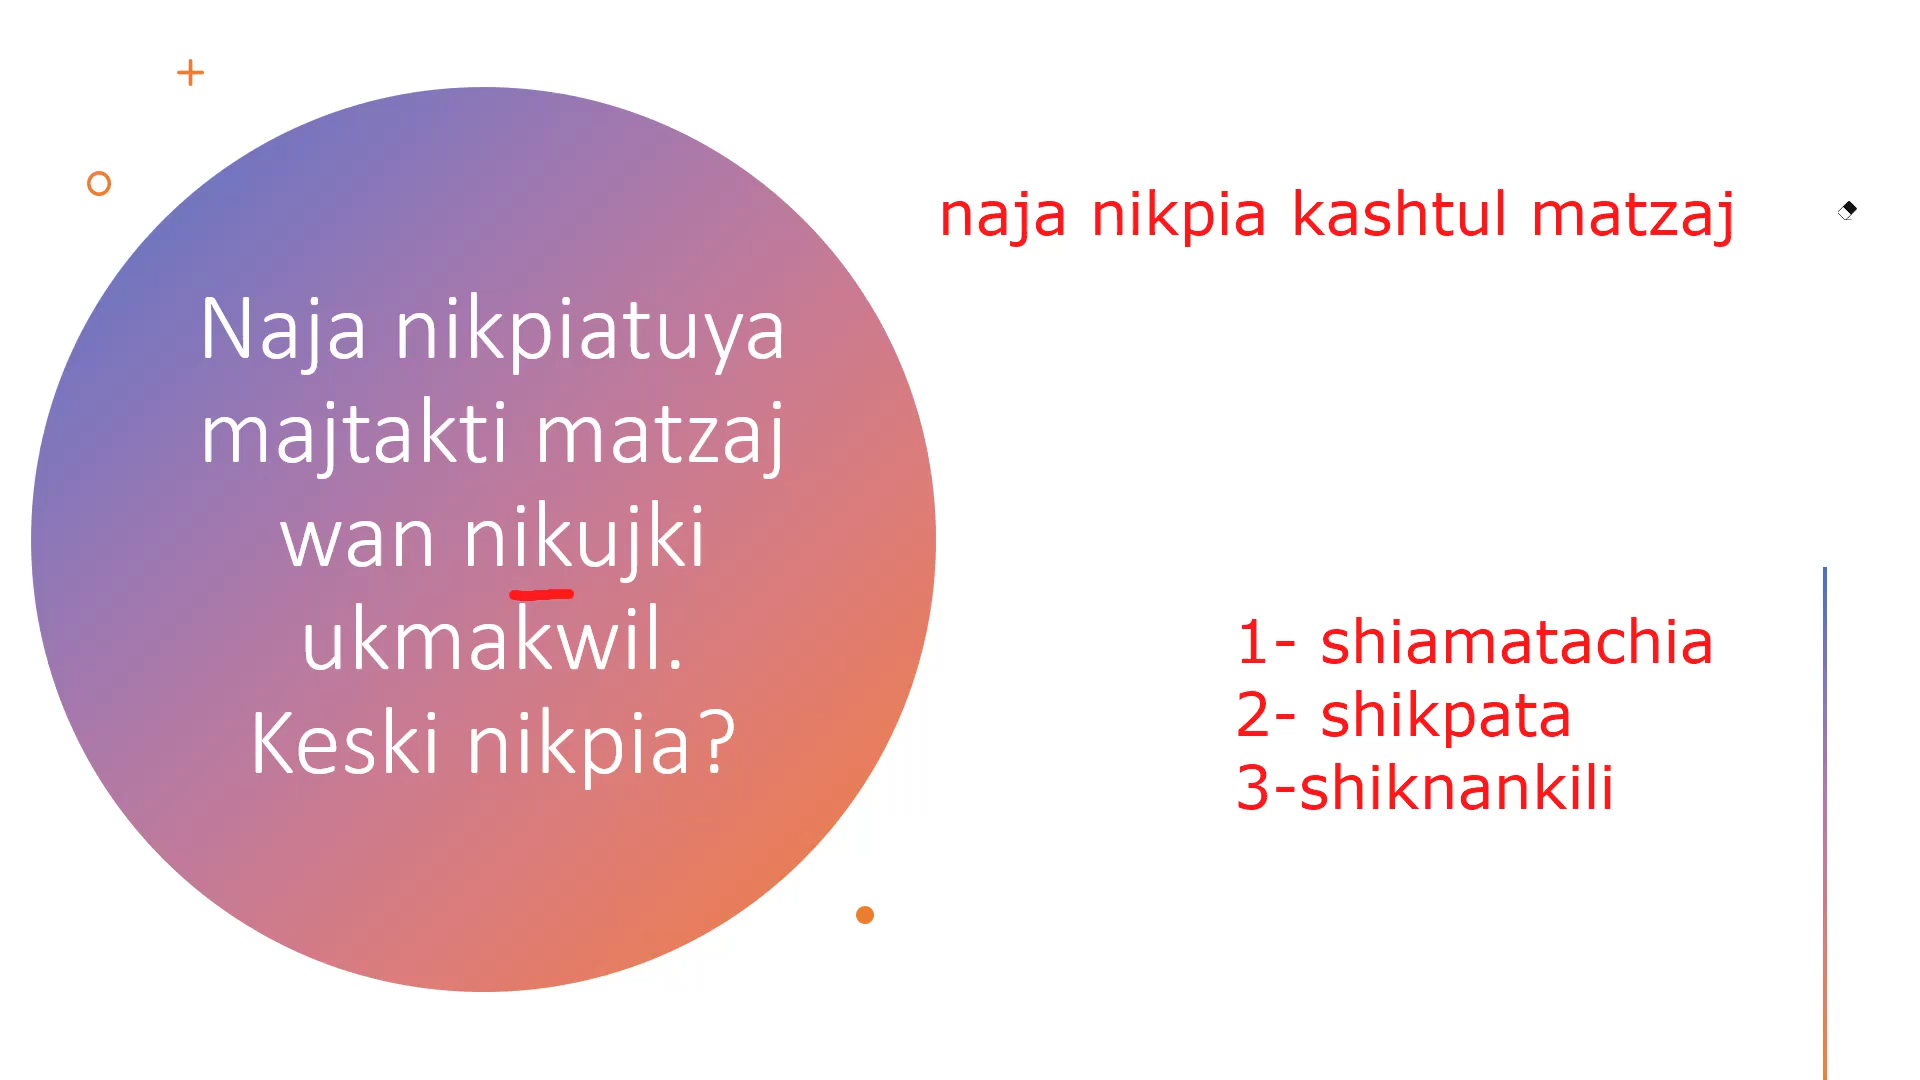 Naja nikpiatuya
majtakti matzaj
wan nikujki
ukmakwil.
Keski nikpia?
naja nikpia kashtul matzaj
1- shiamatachia
2- shikpata
3-shiknankili